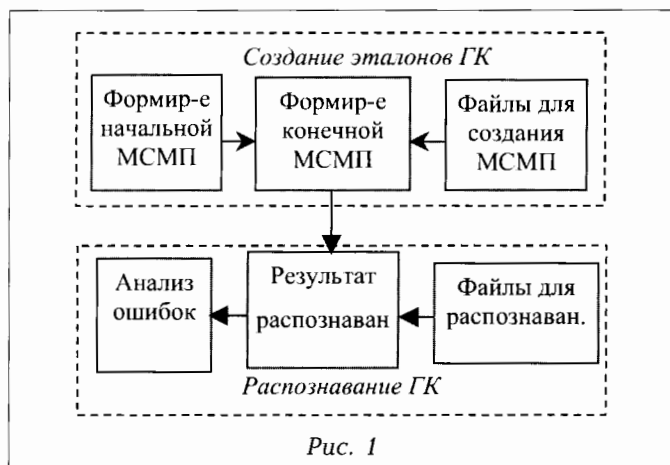 Создание эталонов ГК
Формир-е
начальной
МСМП
Формир-е
конечной
МСМП
Файлы для
создания
МСМП
Анализ
ошибок
Результат
распознаван
Файлы для
распознаван.
Распознавание ГК
Рис. 1